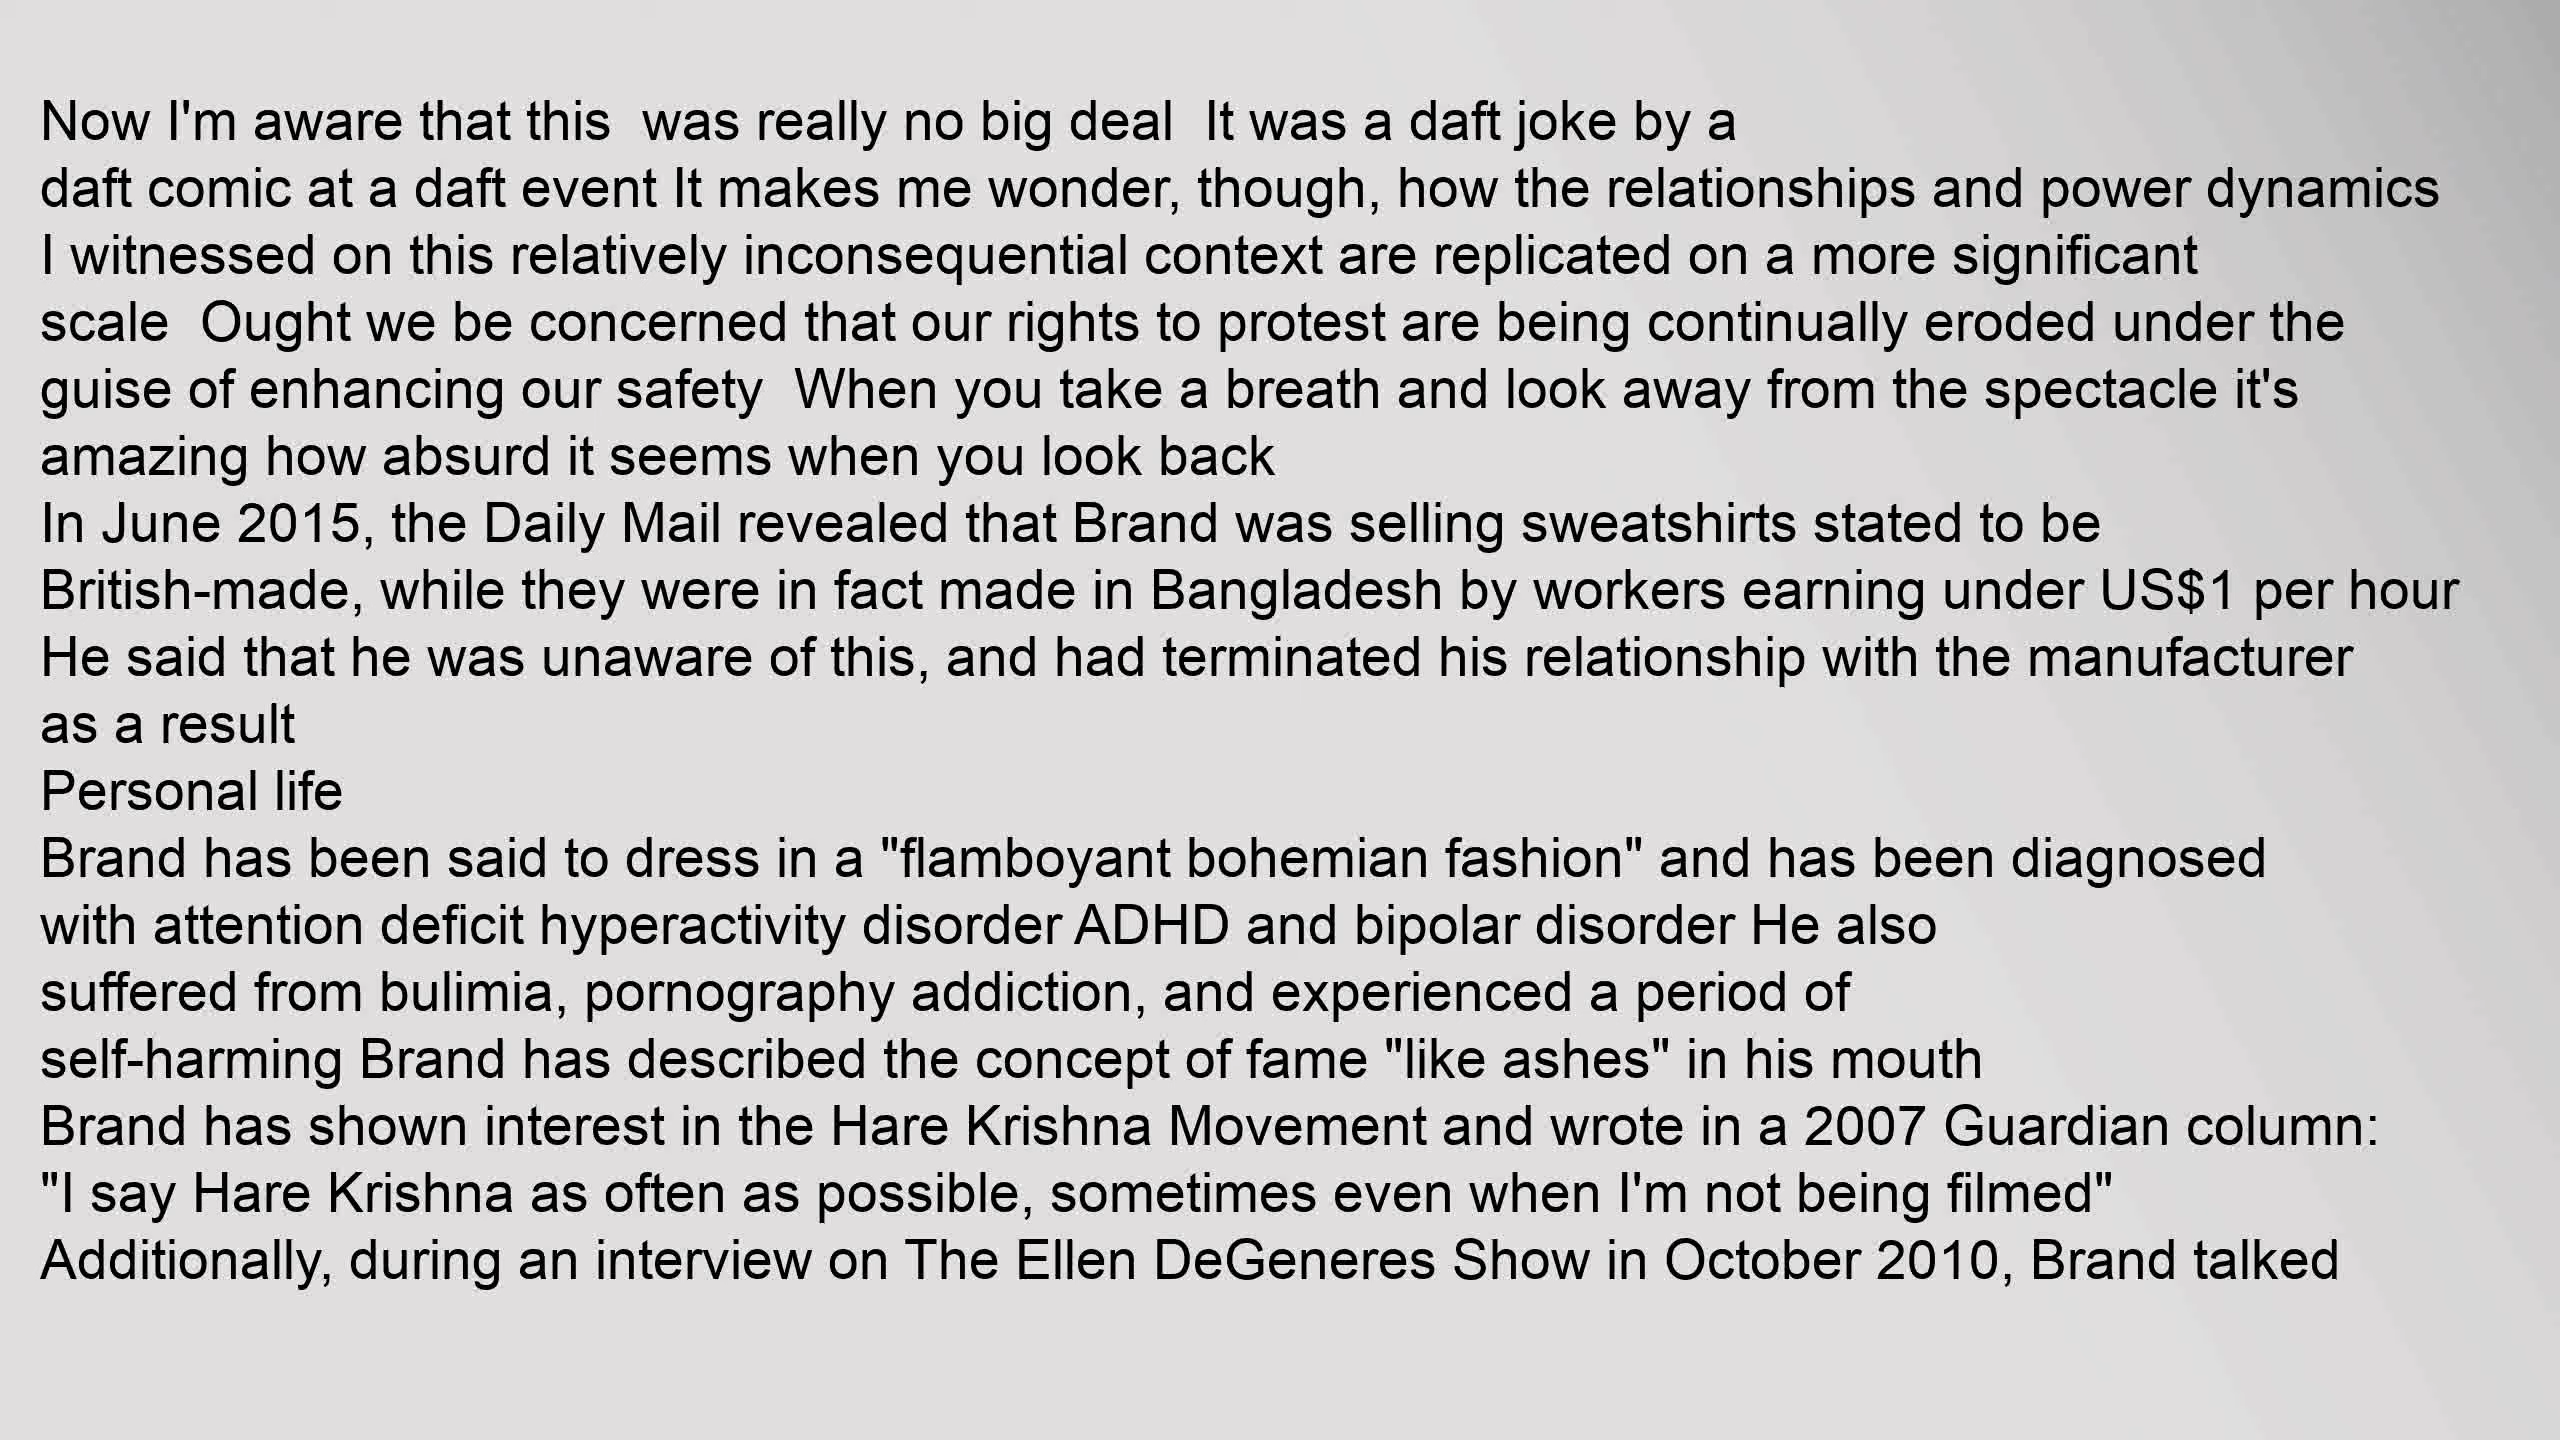 Now I'm aware that this  was really no big deal  It was a daft joke by a
daft comic at a daft event It makes me wonder, though, how the relationships and power dynamics
I witnessed on this relatively inconsequential context are replicated on a more significant
scale  Ought we be concerned that our rights to protest are being continually eroded under the
guise of enhancing our safety  When you take a breath and look away from the spectacle it's
amazing how absurd it seems when you look back
In June 2015, the Daily Mail revealed that Brand was selling sweatshirts stated to be
British-made, while they were in fact made in Bangladesh by workers earning under US$1 per hour
He said that he was unaware of this, and had terminated his relationship with the manufacturer
as a result
Personal life
Brand has been said to dress in a "flamboyant bohemian fashion" and has been diagnosed
with attention deficit hyperactivity disorder ADHD and bipolar disorder He also
suffered from bulimia, pornography addiction, and experienced a period of
self-harming Brand has described the concept of fame "like ashes" in his mouth
Brand has shown interest in the Hare Krishna Movement and wrote in a 2007 Guardian column:
"I say Hare Krishna as often as possible, sometimes even when I'm not being filmed"
Additionally, during an interview on The Ellen DeGeneres Show in October 2010, Brand talked